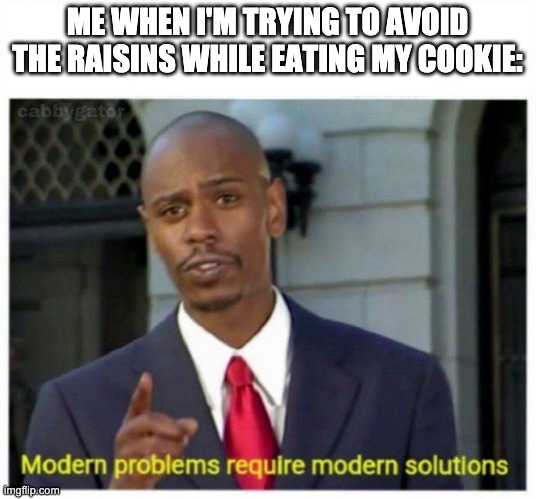 ME WHEN I'M TRYING TO AVOID
THE RAISINS WHILE EATING MY COOKIE:
cabbygator
Modern problems require modern solutions
imgflip.com